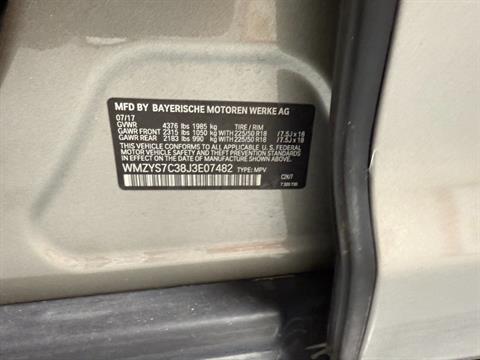 MFD BY BAYERISCHE MOTOREN WERKE AG
07/17
GVWR 4376 lbs 1985 kg TIRE / RIM
GAWR FRONT 2315 lbs 1050 kg WITH 225/50 R18 / 7.5J x 18
GAWR REAR 2183 lbs 990 kg WITH 225/50 R18 / 7.5J x 18
THIS VEHICLE CONFORMS TO ALL APPLICABLE U.S. FEDERAL
MOTOR VEHICLE SAFETY, BUMPER, AND THEFT PREVENTION
STANDARDS IN EFFECT ON THE DATE OF MANUFACTURE SHOWN ABOVE.
WMZYS7C38J3E07482 TYPE: MPV